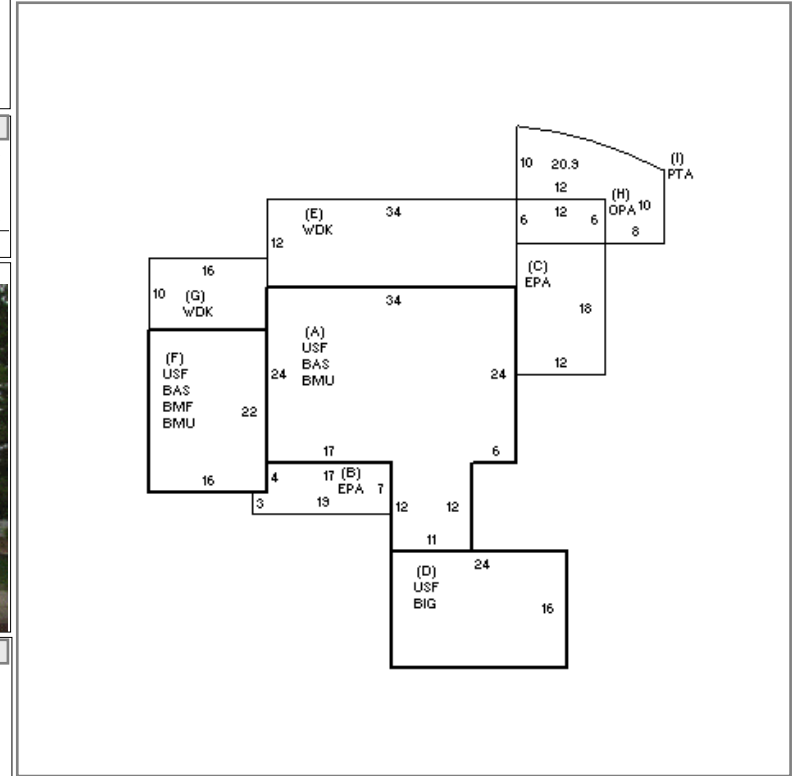 (I)
PTA
10 20.9
12
(H)
OPA 10
(E)
WDK
34
12
6
6
8
12
(C)
EPA
16
10
(G)
WDK
34
18
(A)
USF
BAS
BMU
(F)
USF
BAS
BMF
BMU
24
24
12
22
17
6
16
4
17
(B)
EPA
7
3
19
12
12
11
24
(D)
USF
BIG
16